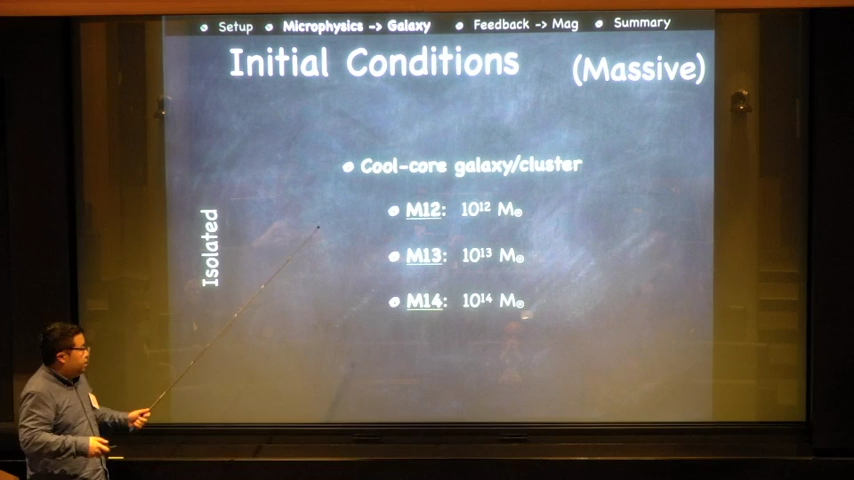 Setup Microphysics -> Galaxy Feedback -> Mag Summary
Initial Conditions (Massive)
Cool-core galaxy/cluster
Isolated
M12: 10¹² M☉
M13: 10¹³ M☉
M14: 10¹⁴ M☉